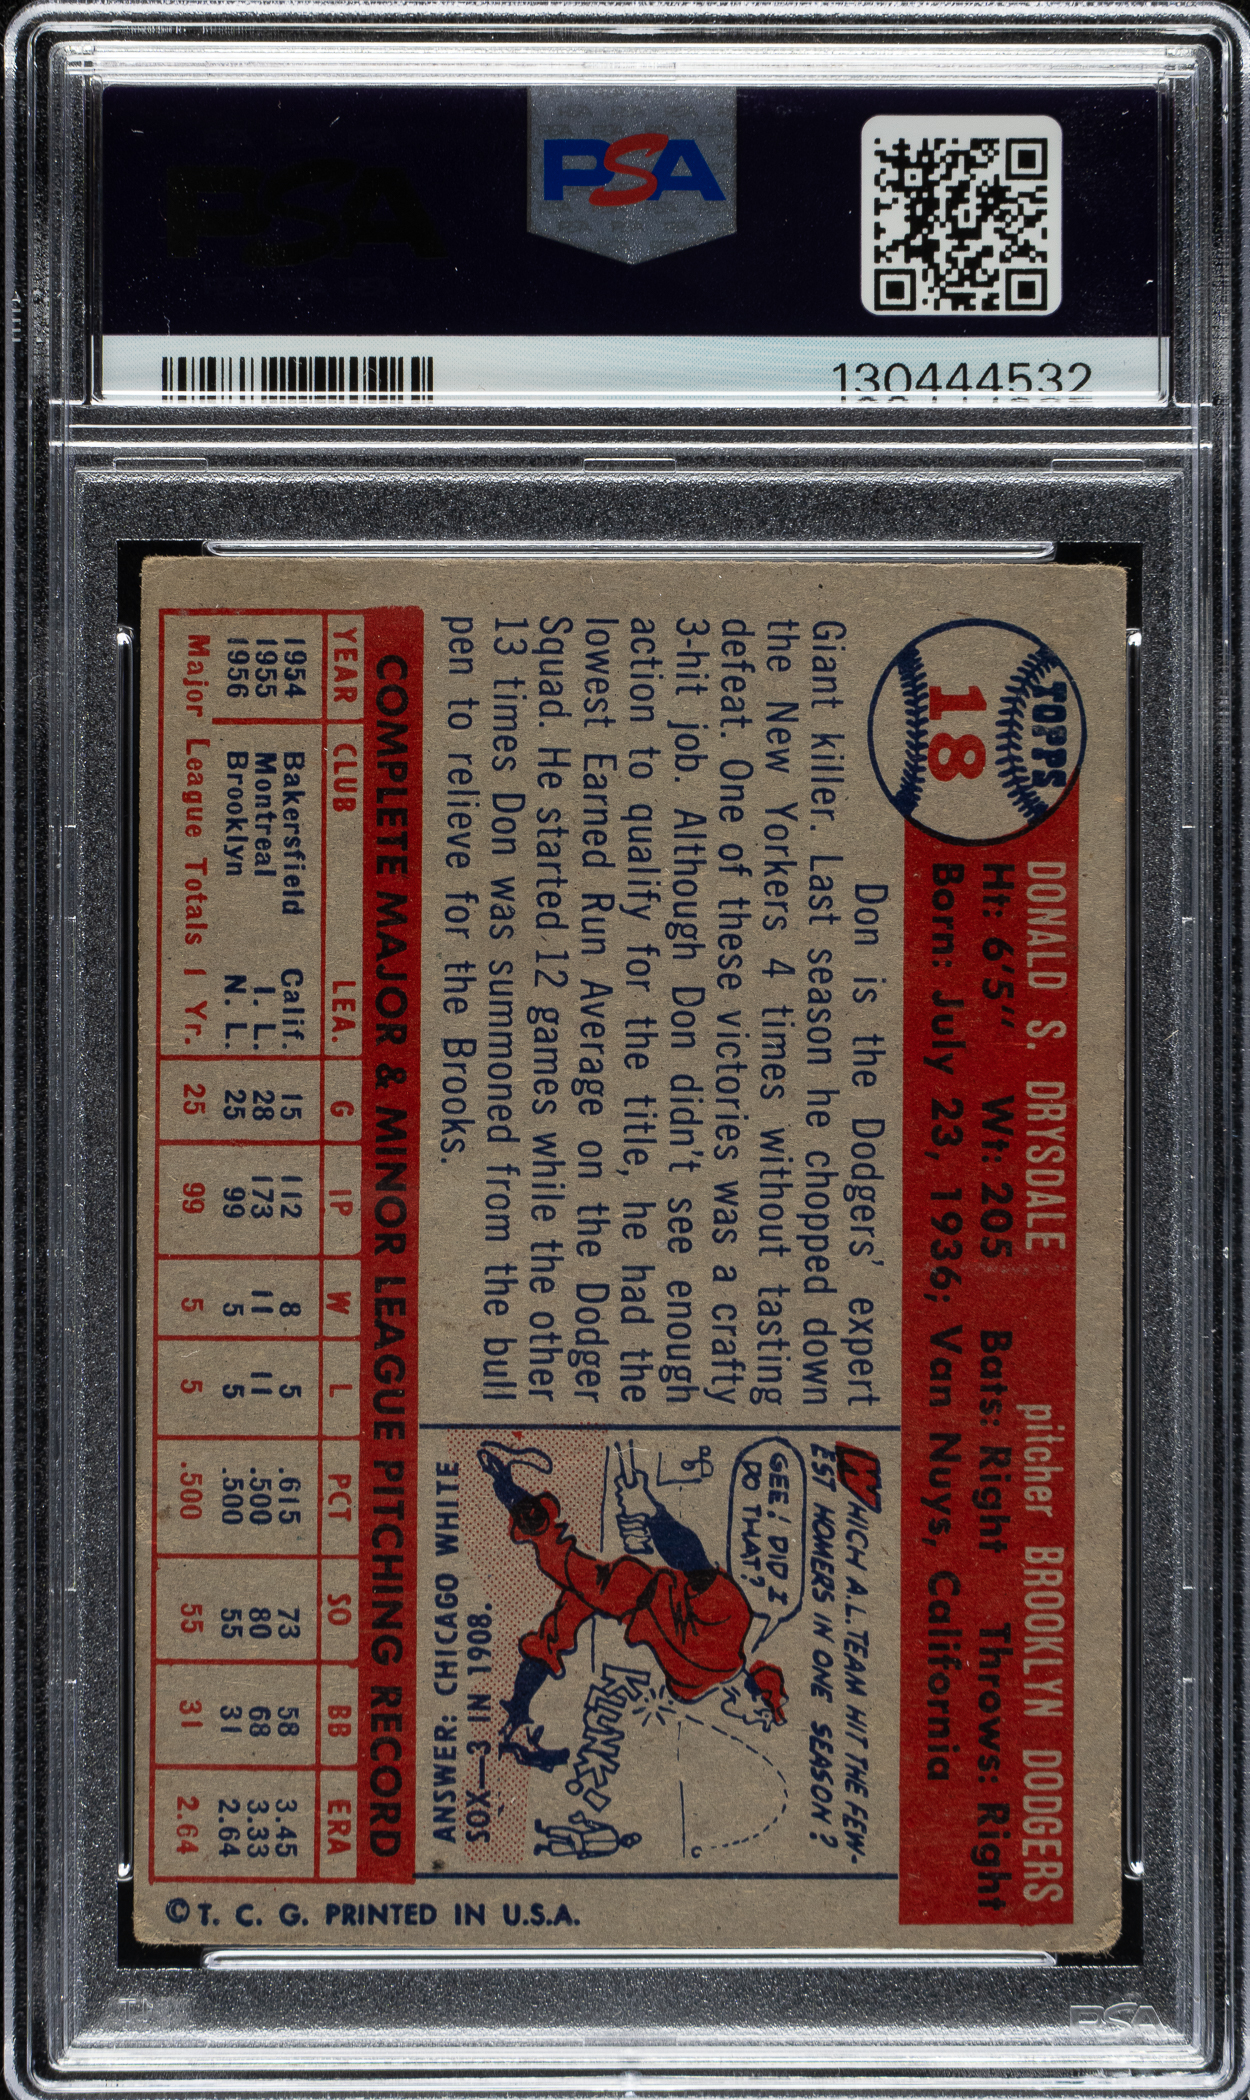 PSA
PSA
130444532
TOPPS
18
DONALD S. DRYSDALE pitcher BROOKLYN DODGERS
Ht: 6'5" Wt: 205 Bats: Right Throws: Right
Born: July 23, 1936; Van Nuys, California
Don is the Dodgers' expert
Giant killer. Last season he chopped down
the New Yorkers 4 times without tasting
defeat. One of these victories was a crafty
3-hit job. Although Don didn't see enough
action to qualify for the title, he had the
lowest Earned Run Average on the Dodger
Squad. He started 12 games while the other
13 times Don was summoned from the bull
pen to relieve for the Brooks.
WHICH A.L. TEAM HIT THE FEW-
EST HOMERS IN ONE SEASON?
GEE! DID I
DO THAT?
KLUNK!
ANSWER: CHICAGO WHITE
SOX—3 IN 1908.
COMPLETE MAJOR & MINOR LEAGUE PITCHING RECORD
YEAR CLUB LEA. G IP W L PCT SO BB ERA
1954 Bakersfield Calif. 15 112 8 5 .615 73 58 3.45
1955 Montreal I. L. 28 173 11 11 .500 80 68 3.33
1956 Brooklyn N. L. 25 99 5 5 .500 55 31 2.64
Major League Totals 1 Yr. 25 99 5 5 .500 55 31 2.64
© T. C. G. PRINTED IN U.S.A.
PSA